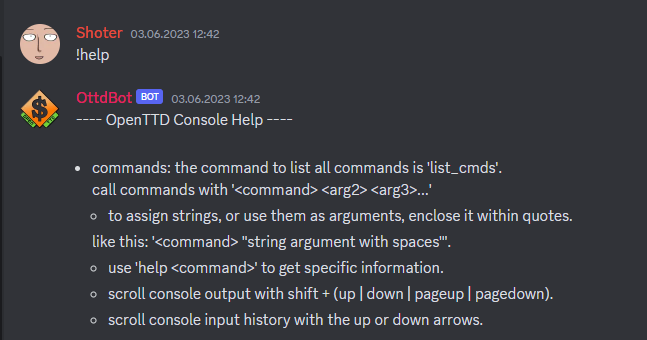 Shoter 03.06.2023 12:42
!help
OttdBot BOT 03.06.2023 12:42
---- OpenTTD Console Help ----
• commands: the command to list all commands is 'list_cmds'.
call commands with '<command> <arg2> <arg3>...'
◦ to assign strings, or use them as arguments, enclose it within quotes.
like this: '<command> "string argument with spaces"'.
◦ use 'help <command>' to get specific information.
◦ scroll console output with shift + (up | down | pageup | pagedown).
◦ scroll console input history with the up or down arrows.